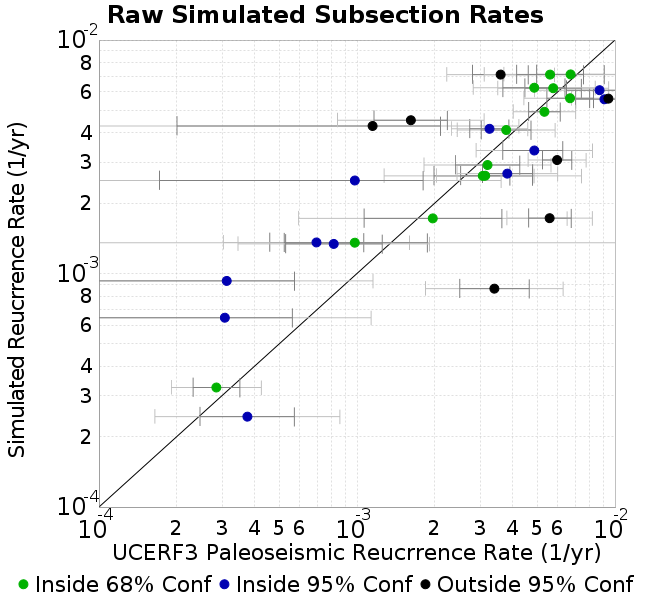 Raw Simulated Subsection Rates
Simulated Reucrrence Rate (1/yr)
10-2
8
6
4
3
2
10-3
8
6
4
3
2
10-4
10-4 2 3 4 5 6 10-3 2 3 4 5 6 10-2
UCERF3 Paleoseismic Reucrrence Rate (1/yr)
Inside 68% Conf Inside 95% Conf Outside 95% Conf